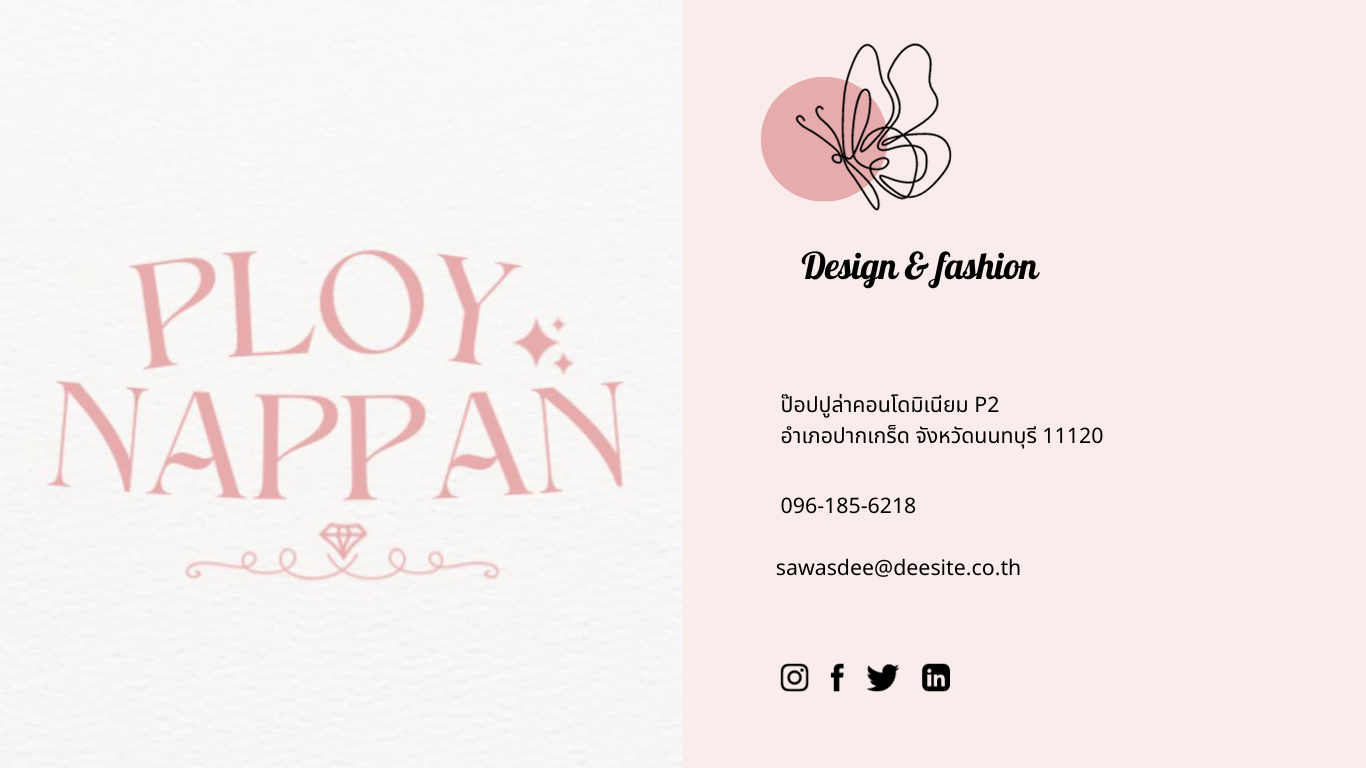 PLOY
NAPPAN
Design & fashion
ป๊อปปูล่าคอนโดมิเนียม P2
อำเภอปากเกร็ด จังหวัดนนทบุรี 11120
096-185-6218
sawasdee@deesite.co.th